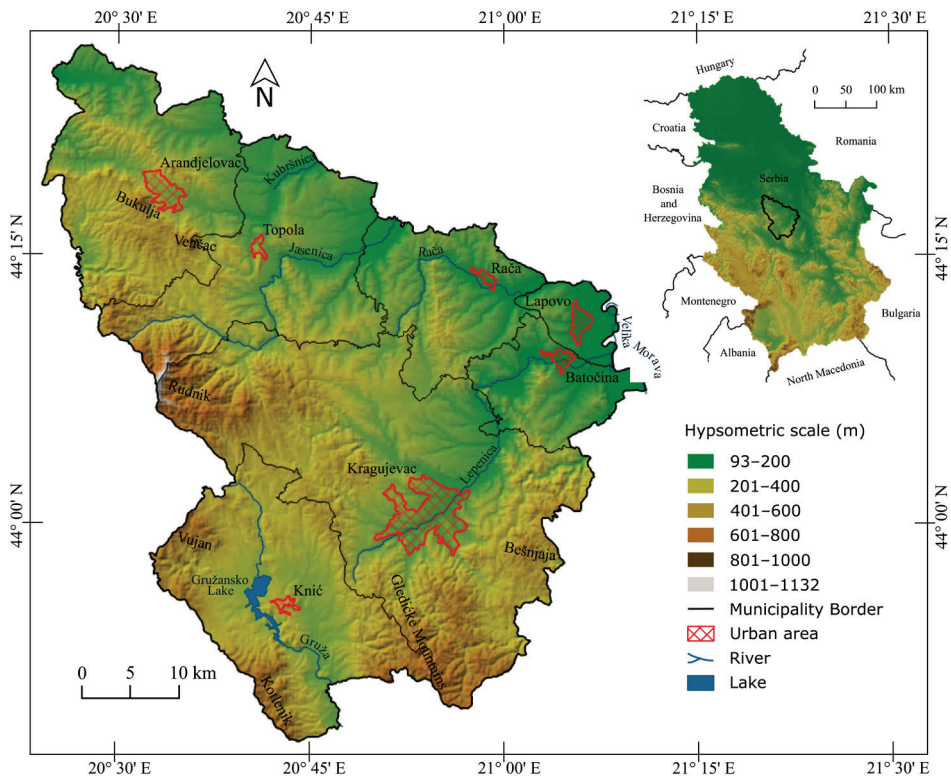 20° 30' E
20° 45' E
21° 00' E
21° 15' E
21° 30' E
N
Hungary
0 50 100 km
Croatia
Romania
Bosnia
and
Herzegovina
Serbia
Montenegro
Bulgaria
Albania
North Macedonia
44° 15' N
44° 15' N
44° 00' N
44° 00' N
Kubršnica
Arandjelovac
Bukulja
Venčac
Topola
Jasenica
Rača
Rača
Lapovo
Velika
Morava
Batočina
Rudnik
Kragujevac
Lepenica
Vujan
Bešnjaja
Gružansko
Lake
Knić
Gruža
Gledićke Mountains
Kotlenik
0 5 10 km
Hypsometric scale (m)
93–200
201–400
401–600
601–800
801–1000
1001–1132
Municipality Border
Urban area
River
Lake
20° 30' E
20° 45' E
21° 00' E
21° 15' E
21° 30' E